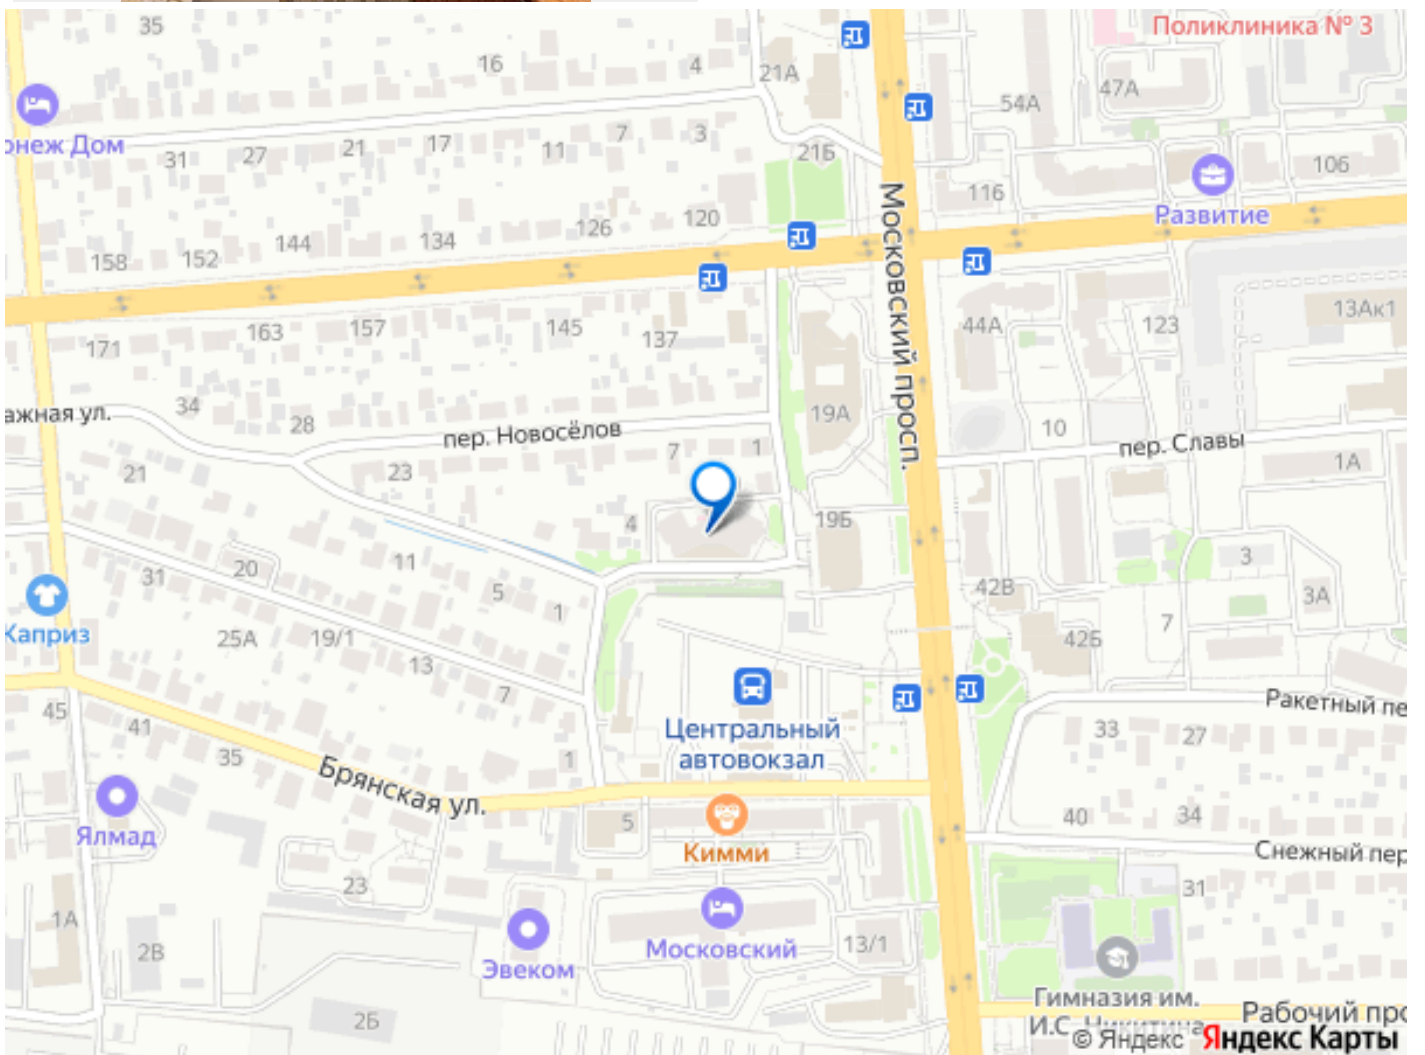 35
Поликлиника № 3
16
4
21А
47А
54А
онеж Дом
31
27
21
17
11
7
3
21Б
106
116
Развитие
158
152
144
134
126
120
Московский просп.
171
163
157
145
137
44А
123
13Ак1
ажная ул.
34
28
пер. Новосёлов
19А
10
пер. Славы
21
23
7
1
1А
4
19Б
31
20
11
5
1
3
42В
3А
Каприз
25А
19/1
13
7
42Б
7
45
41
35
Центральный
автовокзал
Ракетный пе
33
27
Брянская ул.
1
Ялмад
5
Кимми
40
34
Снежный пер
23
31
1А
2В
Эвеком
Московский
13/1
2Б
Гимназия им.
И.С. Никитина
Рабочий про
© Яндекс Яндекс Карты